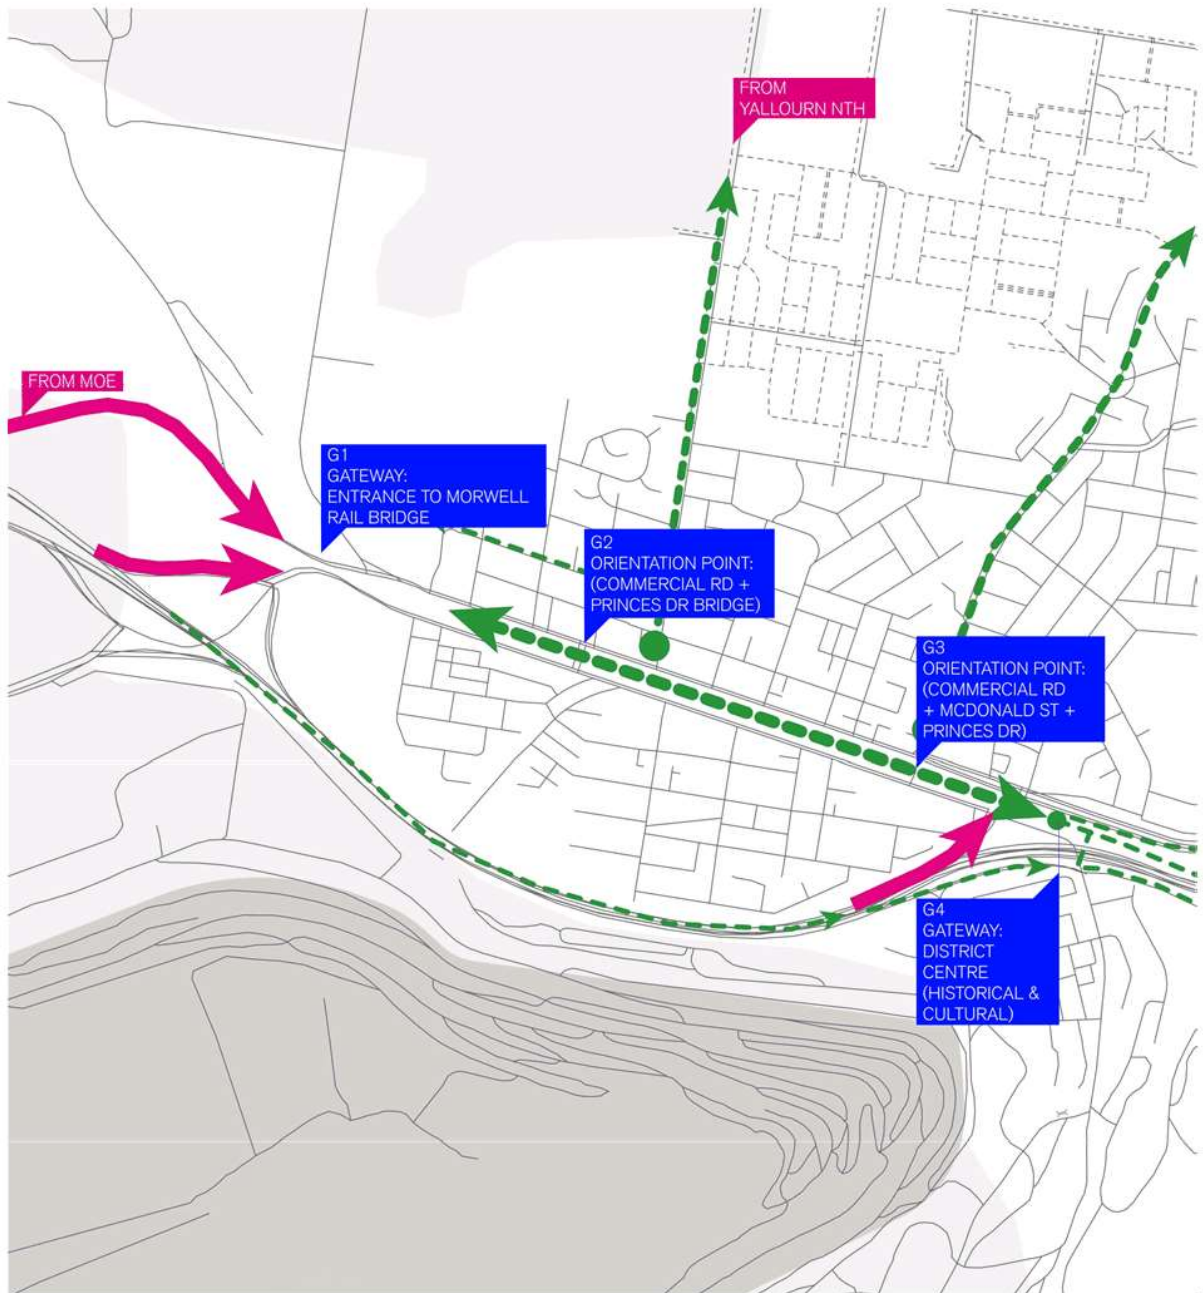 FROM
YALLOURN NTH
FROM MOE
G1
GATEWAY:
ENTRANCE TO MORWELL
RAIL BRIDGE
G2
ORIENTATION POINT:
(COMMERCIAL RD +
PRINCES DR BRIDGE)
G3
ORIENTATION POINT:
(COMMERCIAL RD
+ MCDONALD ST +
PRINCES DR)
G4
GATEWAY:
DISTRICT
CENTRE
(HISTORICAL &
CULTURAL)